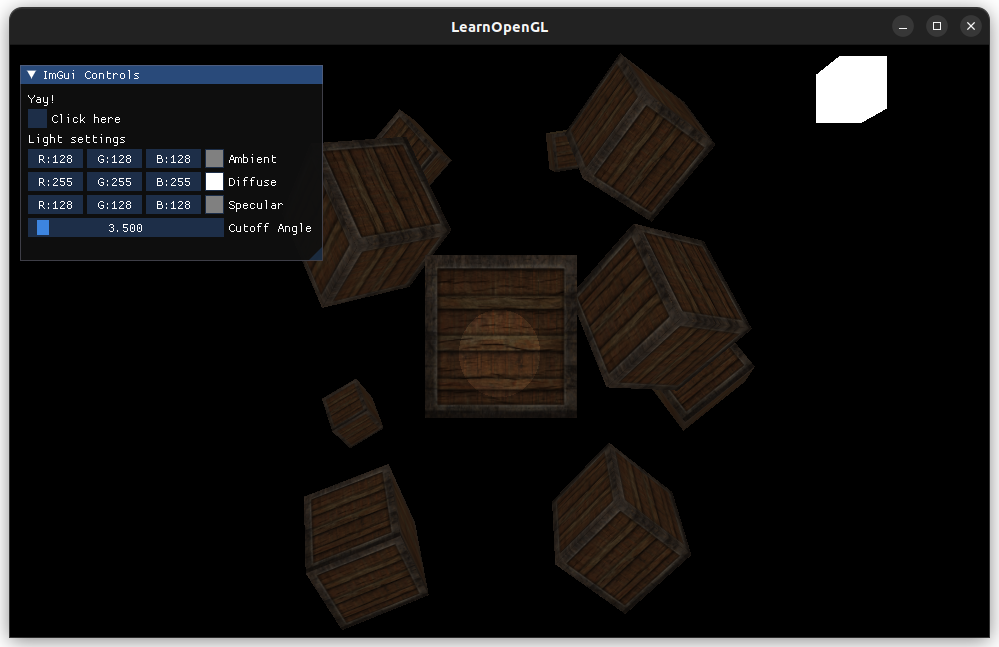 LearnOpenGL
ImGui Controls
Yay!
Click here
Light settings
R:128 G:128 B:128 Ambient
R:255 G:255 B:255 Diffuse
R:128 G:128 B:128 Specular
3.500 Cutoff Angle